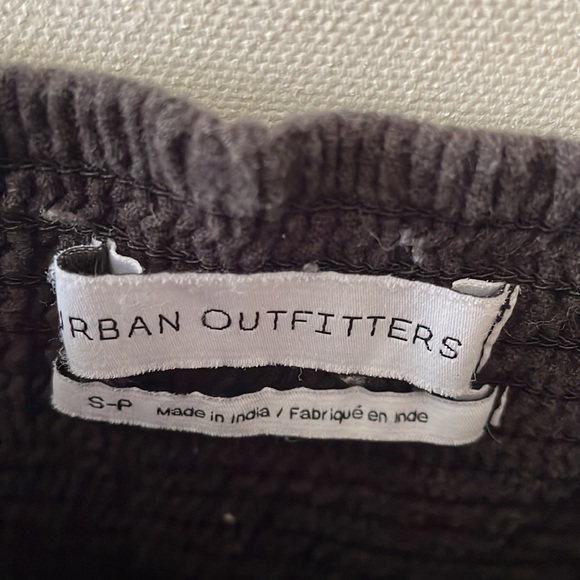 URBAN OUTFITTERS
S-P Made in India / Fabriqué en Inde